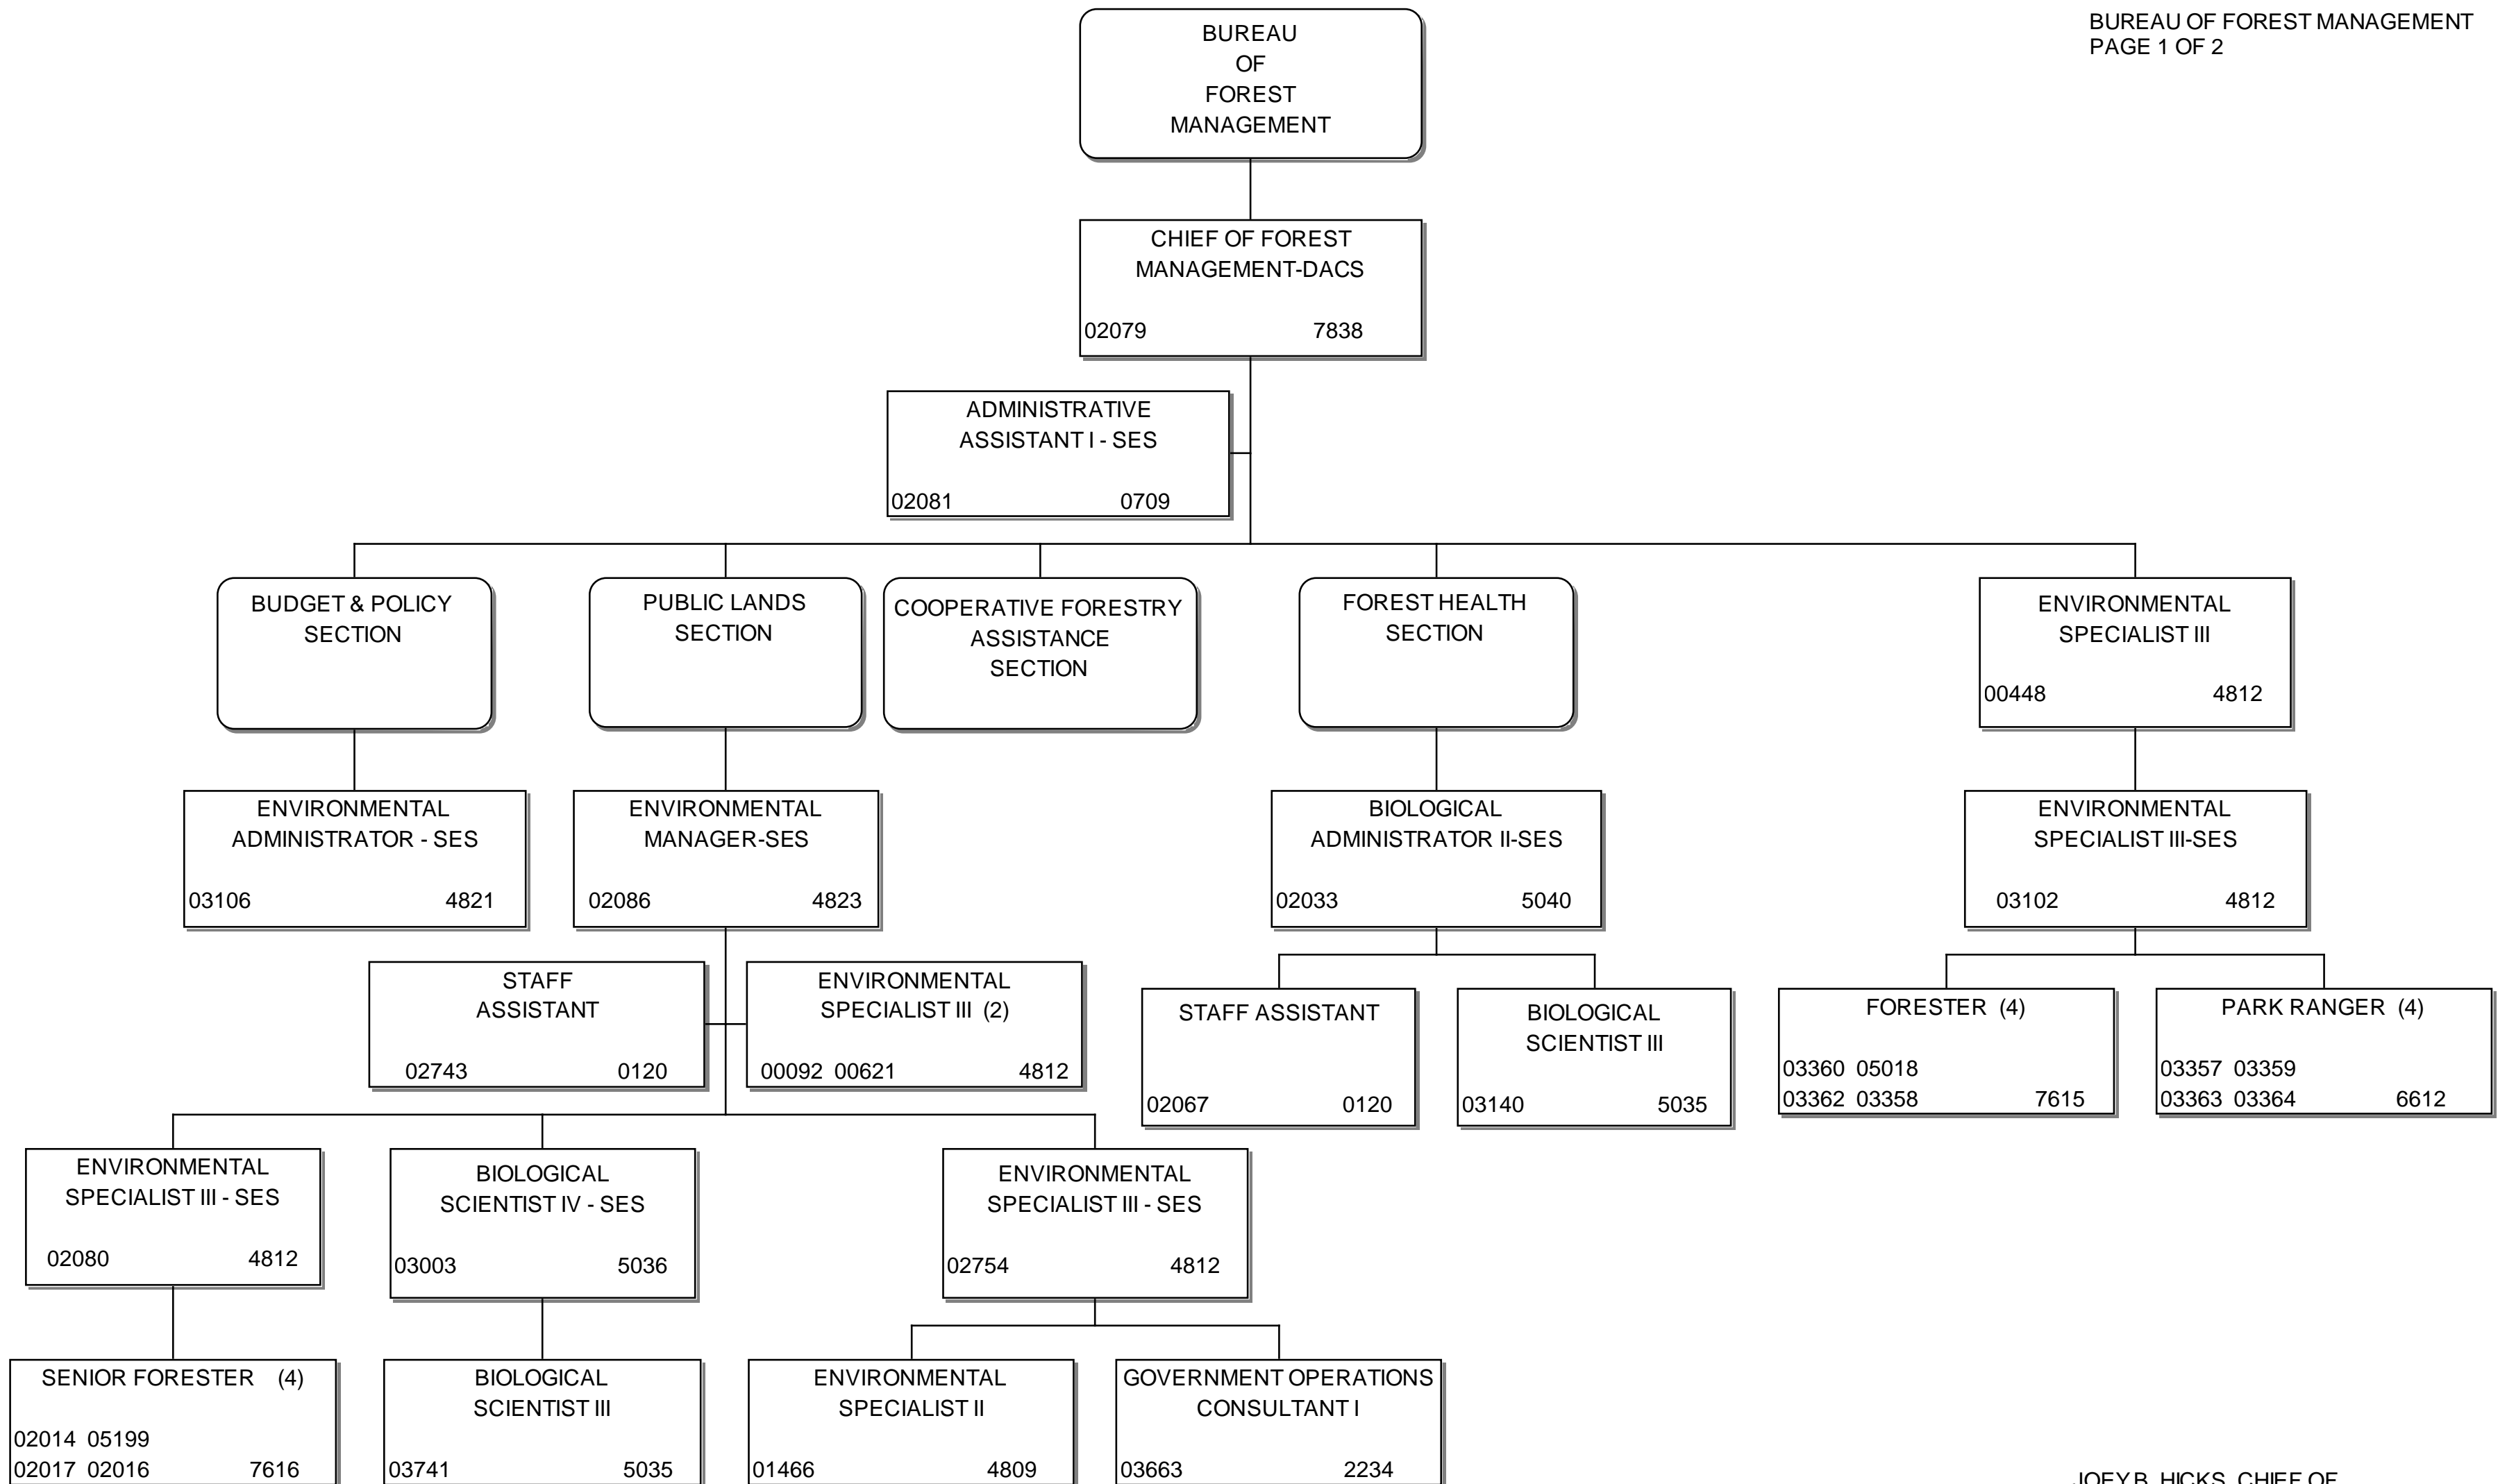 BUREAU OF FOREST MANAGEMENT
PAGE 1 OF 2
BUREAU
OF
FOREST
MANAGEMENT
CHIEF OF FOREST
MANAGEMENT-DACS
02079 7838
ADMINISTRATIVE
ASSISTANT I - SES
02081 0709
BUDGET & POLICY
SECTION
PUBLIC LANDS
SECTION
COOPERATIVE FORESTRY
ASSISTANCE
SECTION
FOREST HEALTH
SECTION
ENVIRONMENTAL
SPECIALIST III
00448 4812
ENVIRONMENTAL
ADMINISTRATOR - SES
03106 4821
ENVIRONMENTAL
MANAGER-SES
02086 4823
BIOLOGICAL
ADMINISTRATOR II-SES
02033 5040
ENVIRONMENTAL
SPECIALIST III-SES
03102 4812
STAFF
ASSISTANT
02743 0120
ENVIRONMENTAL
SPECIALIST III (2)
00092 00621 4812
STAFF ASSISTANT
02067 0120
BIOLOGICAL
SCIENTIST III
03140 5035
FORESTER (4)
03360 05018
03362 03358 7615
PARK RANGER (4)
03357 03359
03363 03364 6612
ENVIRONMENTAL
SPECIALIST III - SES
02080 4812
BIOLOGICAL
SCIENTIST IV - SES
03003 5036
ENVIRONMENTAL
SPECIALIST III - SES
02754 4812
SENIOR FORESTER (4)
02014 05199
02017 02016 7616
BIOLOGICAL
SCIENTIST III
03741 5035
ENVIRONMENTAL
SPECIALIST II
01466 4809
GOVERNMENT OPERATIONS
CONSULTANT I
03663 2234
JOEY B. HICKS, CHIEF OF